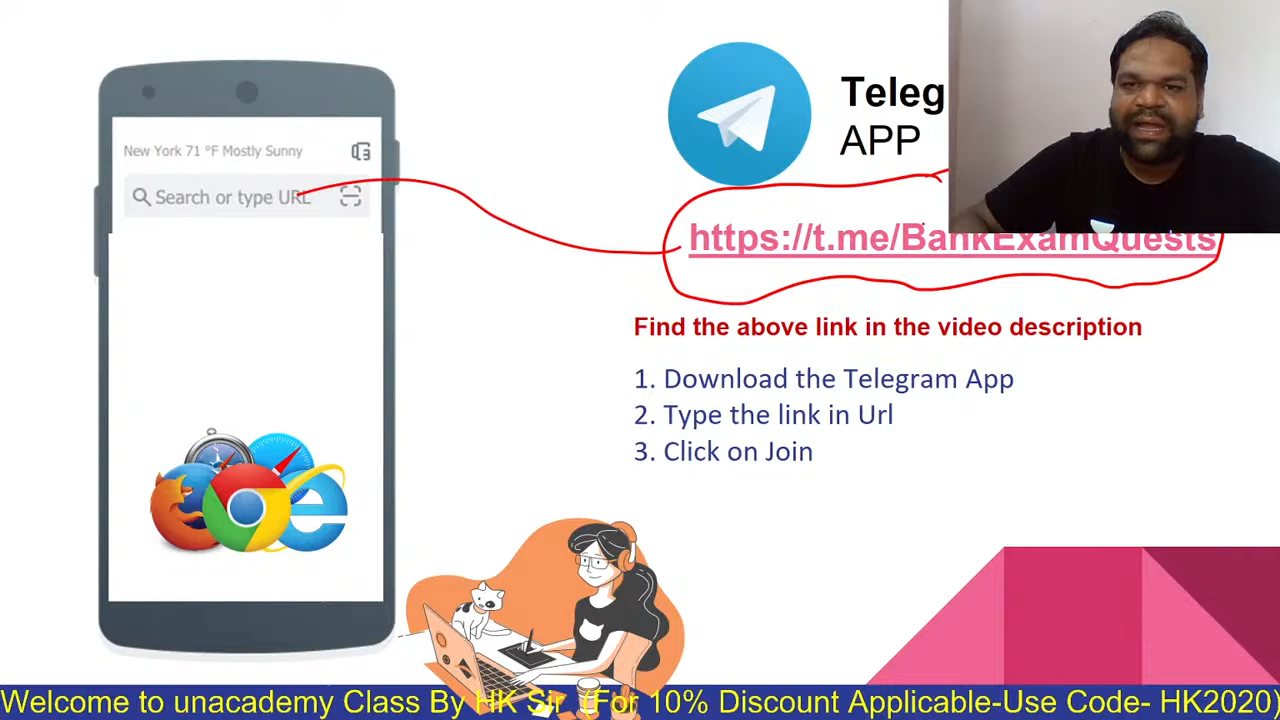 New York 71 °F Mostly Sunny
Search or type URL
Teleg
APP
https://t.me/BankExamQuests
Find the above link in the video description
1. Download the Telegram App
2. Type the link in Url
3. Click on Join
Welcome to unacademy Class By HK Sir (For 10% Discount Applicable-Use Code- HK2020)